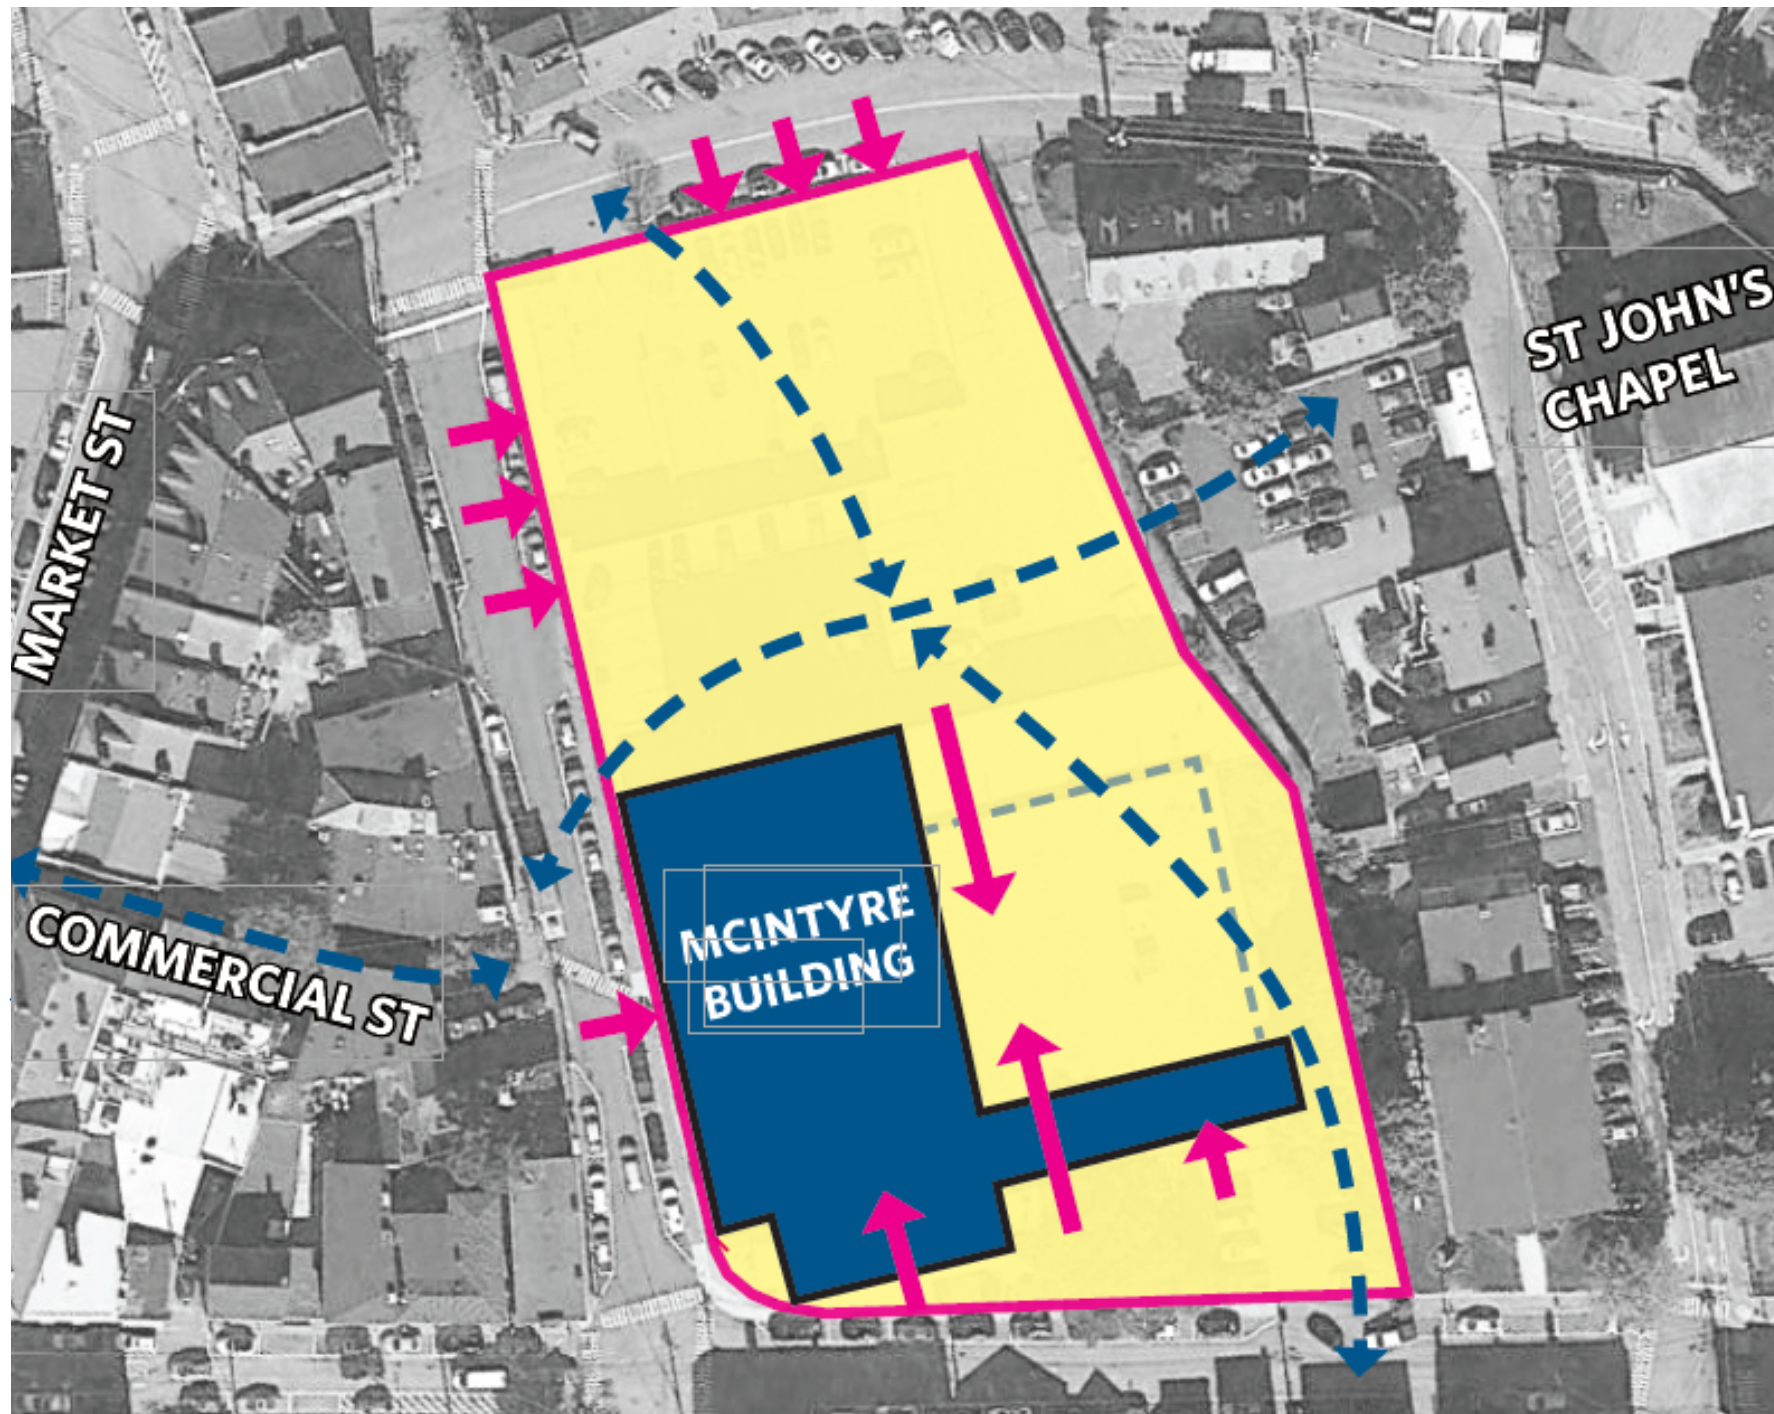 ST JOHN'S
CHAPEL
MARKET ST
MCINTYRE
BUILDING
COMMERCIAL ST